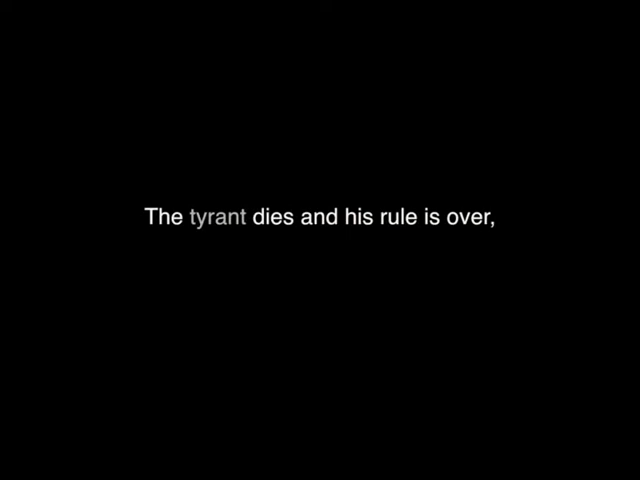 The tyrant dies and his rule is over,